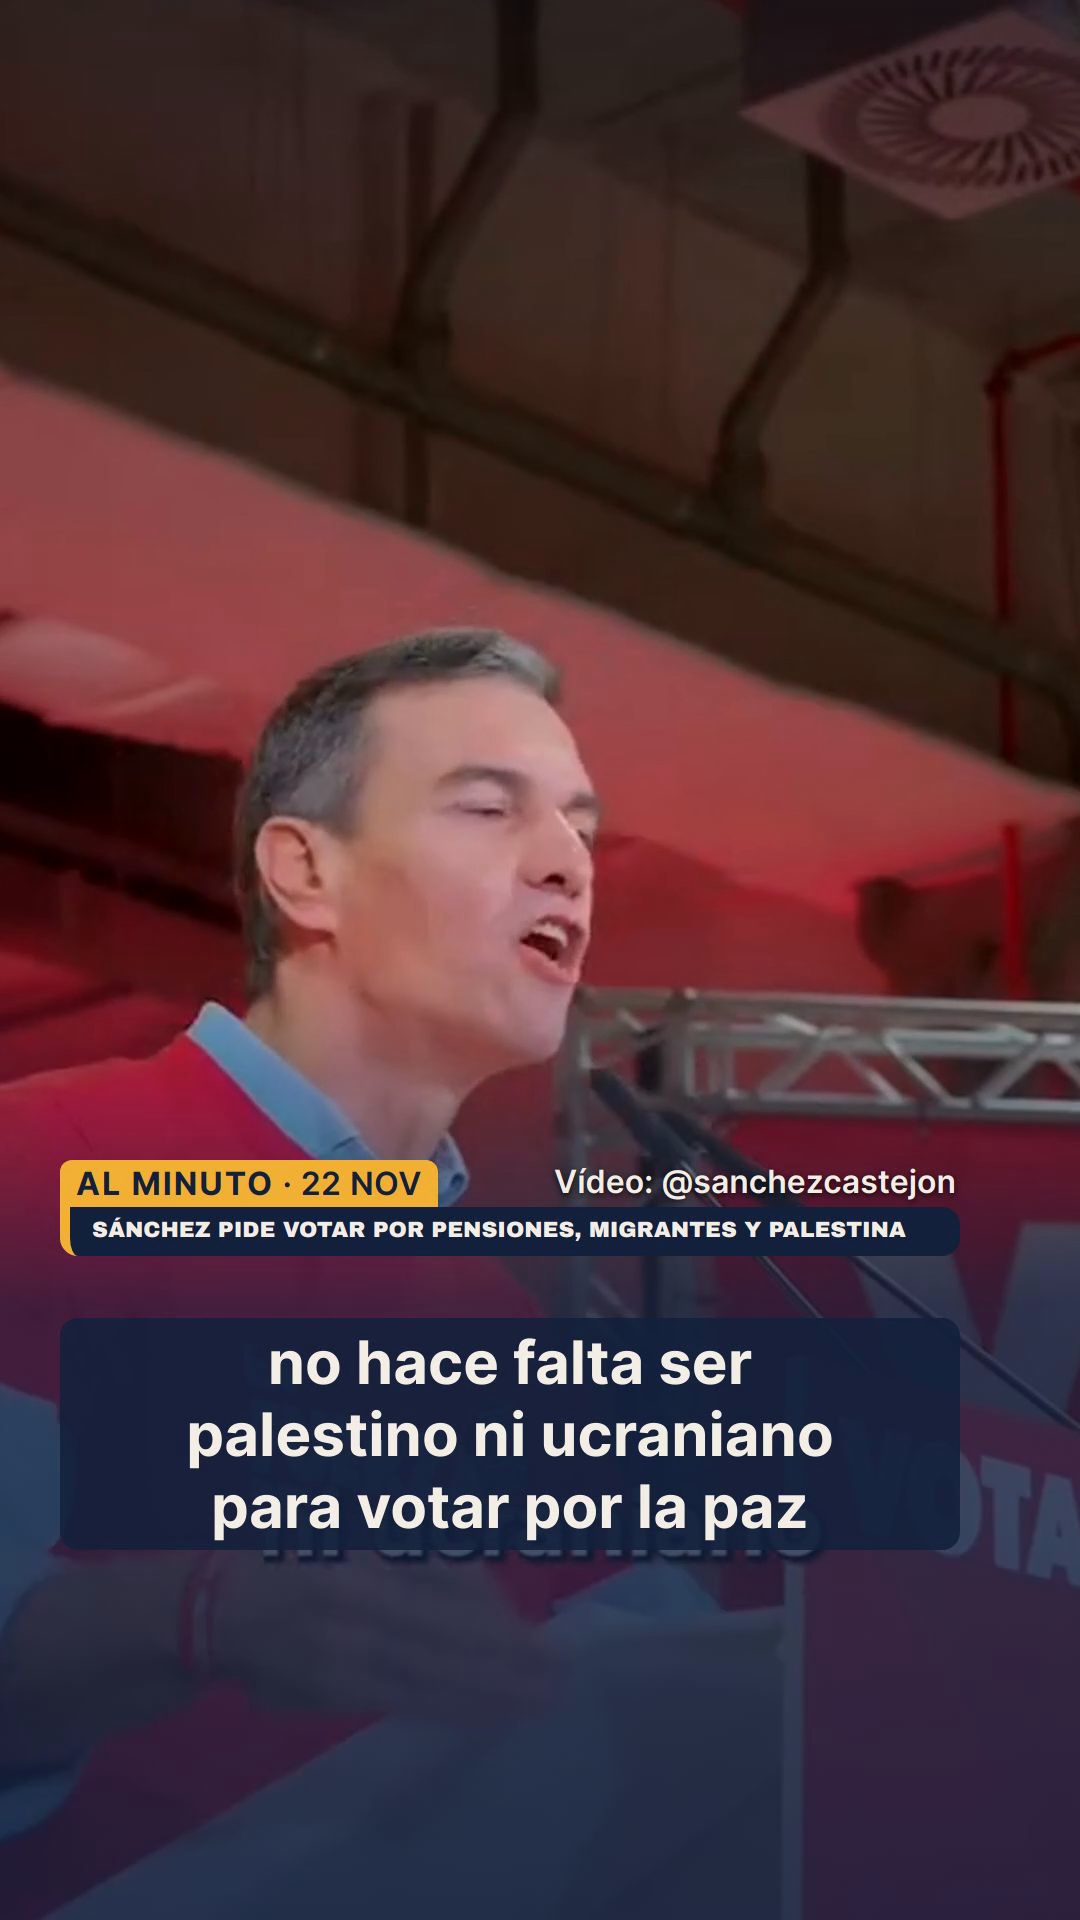 AL MINUTO · 22 NOV
Vídeo: @sanchezcastejon
SÁNCHEZ PIDE VOTAR POR PENSIONES, MIGRANTES Y PALESTINA
no hace falta ser
palestino ni ucraniano
para votar por la paz
VOTA